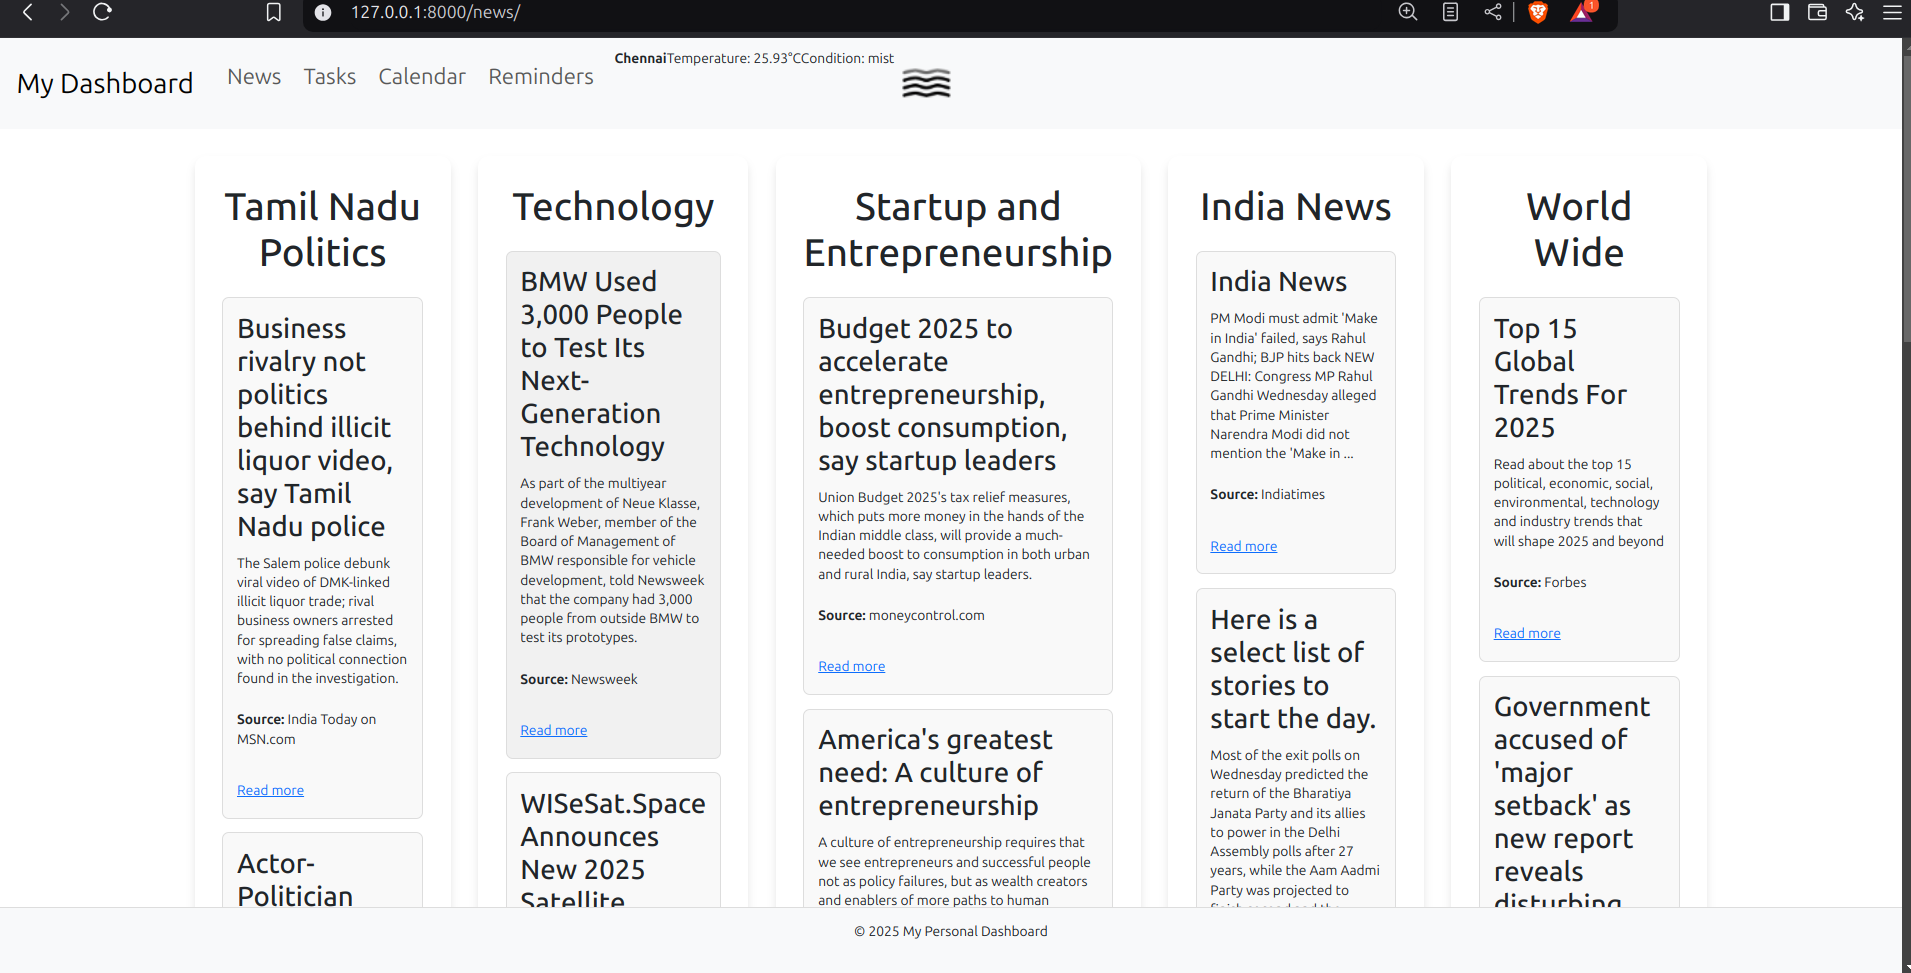 127.0.0.1:8000/news/
1
My Dashboard
News
Tasks
Calendar
Reminders
ChennaiTemperature: 25.93°CCondition: mist
Tamil Nadu
Politics
Business
rivalry not
politics
behind illicit
liquor video,
say Tamil
Nadu police
The Salem police debunk
viral video of DMK-linked
illicit liquor trade; rival
business owners arrested
for spreading false claims,
with no political connection
found in the investigation.
Source: India Today on
MSN.com
Read more
Actor-
Politician
Technology
BMW Used
3,000 People
to Test Its
Next-
Generation
Technology
As part of the multiyear
development of Neue Klasse,
Frank Weber, member of the
Board of Management of
BMW responsible for vehicle
development, told Newsweek
that the company had 3,000
people from outside BMW to
test its prototypes.
Source: Newsweek
Read more
WISeSat.Space
Announces
New 2025
Satellite
Startup and
Entrepreneurship
Budget 2025 to
accelerate
entrepreneurship,
boost consumption,
say startup leaders
Union Budget 2025's tax relief measures,
which puts more money in the hands of the
Indian middle class, will provide a much-
needed boost to consumption in both urban
and rural India, say startup leaders.
Source: moneycontrol.com
Read more
America's greatest
need: A culture of
entrepreneurship
A culture of entrepreneurship requires that
we see entrepreneurs and successful people
not as policy failures, but as wealth creators
and enablers of more paths to human
India News
India News
PM Modi must admit 'Make
in India' failed, says Rahul
Gandhi; BJP hits back NEW
DELHI: Congress MP Rahul
Gandhi Wednesday alleged
that Prime Minister
Narendra Modi did not
mention the 'Make in ...
Source: Indiatimes
Read more
Here is a
select list of
stories to
start the day.
Most of the exit polls on
Wednesday predicted the
return of the Bharatiya
Janata Party and its allies
to power in the Delhi
Assembly polls after 27
years, while the Aam Aadmi
Party was projected to
World
Wide
Top 15
Global
Trends For
2025
Read about the top 15
political, economic, social,
environmental, technology
and industry trends that
will shape 2025 and beyond
Source: Forbes
Read more
Government
accused of
'major
setback' as
new report
reveals
disturbing
© 2025 My Personal Dashboard